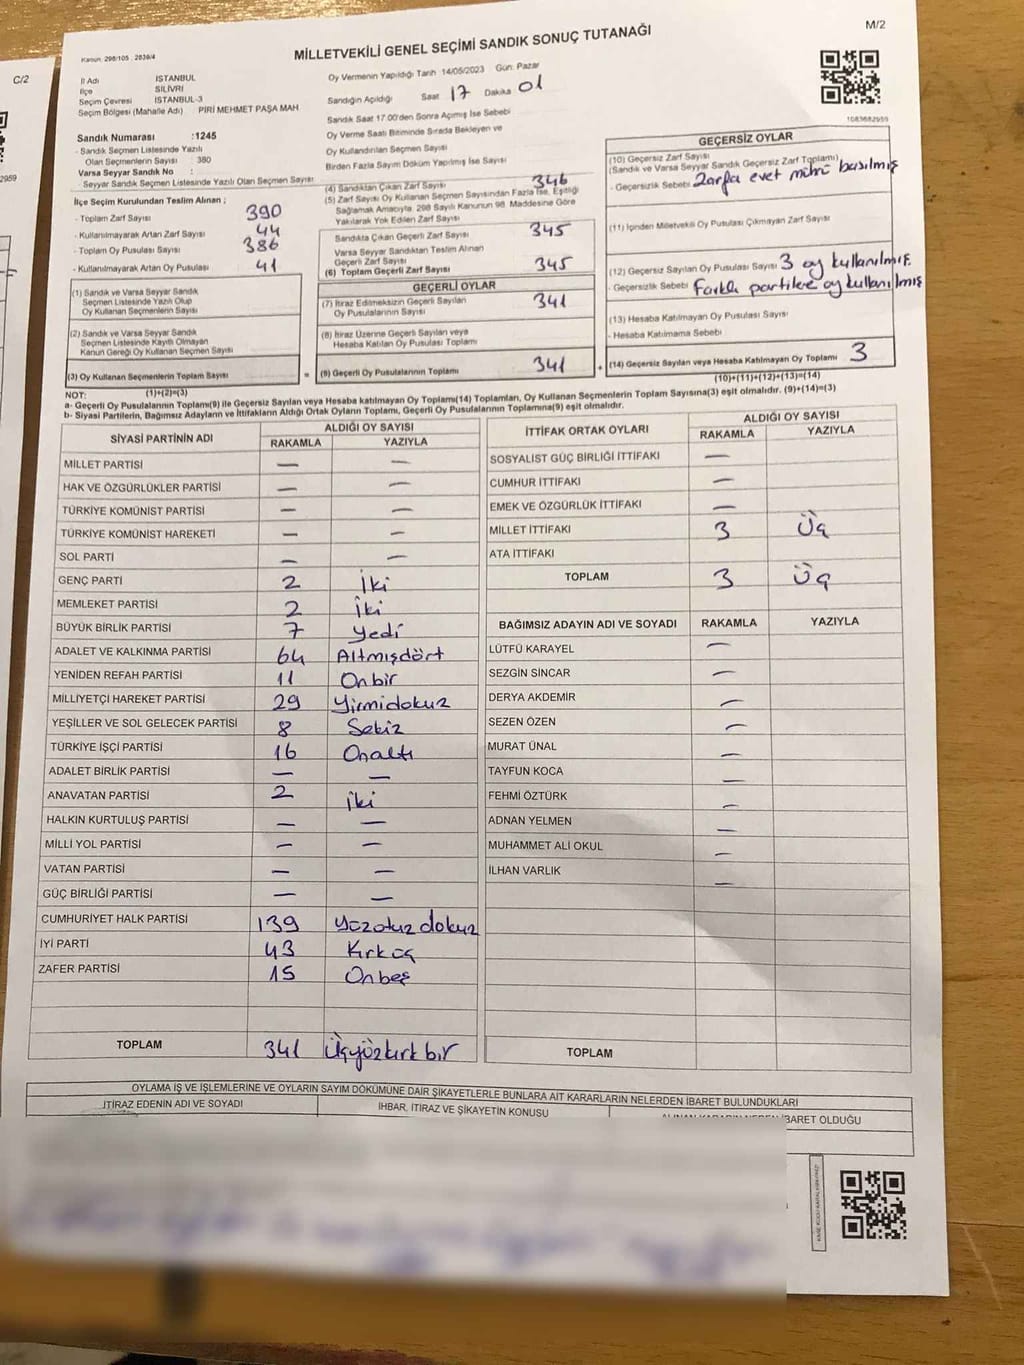 C/2
2959
Kanun: 298/105 . 2839/4
MİLLETVEKİLİ GENEL SEÇİMİ SANDIK SONUÇ TUTANAĞI
M/2
İl Adı İSTANBUL
İlçe SİLİVRİ
Seçim Çevresi İSTANBUL-3
Seçim Bölgesi (Mahalle Adı) PİRİ MEHMET PAŞA MAH
Sandık Numarası :1245
- Sandık Seçmen Listesinde Yazılı
Olan Seçmenlerin Sayısı : 380
Varsa Seyyar Sandık No :
- Seyyar Sandık Seçmen Listesinde Yazılı Olan Seçmen Sayısı :
İlçe Seçim Kurulundan Teslim Alınan ;
- Toplam Zarf Sayısı 390
- Kullanılmayarak Artan Zarf Sayısı 44
- Toplam Oy Pusulası Sayısı 386
- Kullanılmayarak Artan Oy Pusulası 41
(1) Sandık ve Varsa Seyyar Sandık
Seçmen Listesinde Yazılı Olup
Oy Kullanan Seçmenlerin Sayısı
(2) Sandık ve Varsa Seyyar Sandık
Seçmen Listesinde Kayıtlı Olmayan
Kanun Gereği Oy Kullanan Seçmen Sayısı
(3) Oy Kullanan Seçmenlerin Toplam Sayısı
(1)+(2)=(3)
Oy Vermenin Yapıldığı Tarih 14/05/2023 Gün: Pazar
Sandığın Açıldığı Saat 17 Dakika 01
Sandık Saat 17.00'den Sonra Açımış İse Sebebi
Oy Verme Saati Bitiminde Sırada Bekleyen ve
Oy Kullandırılan Seçmen Sayısı
Birden Fazla Sayım Döküm Yapılmış İse Sayısı
(4) Sandıktan Çıkan Zarf Sayısı 346
(5) Zarf Sayısı Oy Kullanan Seçmen Sayısından Fazla İse, Eşitliği
Sağlamak Amacıyla, 298 Sayılı Kanunun 98. Maddesine Göre
Yakılarak Yok Edilen Zarf Sayısı
Sandıkta Çıkan Geçerli Zarf Sayısı 345
Varsa Seyyar Sandıktan Teslim Alınan
Geçerli Zarf Sayısı
(6) Toplam Geçerli Zarf Sayısı 345
GEÇERLİ OYLAR
(7) İtiraz Edilmeksizin Geçerli Sayılan
Oy Pusulalarının Sayısı 341
(8) İtiraz Üzerine Geçerli Sayılan veya
Hesaba Katılan Oy Pusulası Toplamı
= (9) Geçerli Oy Pusulalarının Toplamı 341 +
1083682959
GEÇERSİZ OYLAR
(10) Geçersiz Zarf Sayısı
(Sandık ve Varsa Seyyar Sandık Geçersiz Zarf Toplamı)
- Geçersizlik Sebebi Zarfa evet mührü basılmış
(11) İçinden Milletvekili Oy Pusulası Çıkmayan Zarf Sayısı
(12) Geçersiz Sayılan Oy Pusulası Sayısı 3 oy kullanılmış.
- Geçersizlik Sebebi Farklı partilere oy kullanılmış
(13) Hesaba Katılmayan Oy Pusulası Sayısı
- Hesaba Katılmama Sebebi
(14) Geçersiz Sayılan veya Hesaba Katılmayan Oy Toplamı 3
(10)+(11)+(12)+(13)=(14)
NOT:
a- Geçerli Oy Pusulalarının Toplamı(9) ile Geçersiz Sayılan veya Hesaba katılmayan Oy Toplamı(14) Toplamları, Oy Kullanan Seçmenlerin Toplam Sayısına(3) eşit olmalıdır. (9)+(14)=(3)
b- Siyasi Partilerin, Bağımsız Adayların ve İttifakların Aldığı Ortak Oyların Toplamı, Geçerli Oy Pusulalarının Toplamına(9) eşit olmalıdır.
SİYASİ PARTİNİN ADI ALDIĞI OY SAYISI
RAKAMLA YAZIYLA
MİLLET PARTİSİ — —
HAK VE ÖZGÜRLÜKLER PARTİSİ — —
TÜRKİYE KOMÜNİST PARTİSİ — —
TÜRKİYE KOMÜNİST HAREKETİ — —
SOL PARTİ — —
GENÇ PARTİ 2 İki
MEMLEKET PARTİSİ 2 İki
BÜYÜK BİRLİK PARTİSİ 7 Yedi
ADALET VE KALKINMA PARTİSİ 64 Altmışdört
YENİDEN REFAH PARTİSİ 11 Onbir
MİLLİYETÇİ HAREKET PARTİSİ 29 Yirmidokuz
YEŞİLLER VE SOL GELECEK PARTİSİ 8 Sekiz
TÜRKİYE İŞÇİ PARTİSİ 16 Onaltı
ADALET BİRLİK PARTİSİ — —
ANAVATAN PARTİSİ 2 iki
HALKIN KURTULUŞ PARTİSİ — —
MİLLİ YOL PARTİSİ — —
VATAN PARTİSİ — —
GÜÇ BİRLİĞİ PARTİSİ — —
CUMHURİYET HALK PARTİSİ 139 Yüzotuz dokuz
İYİ PARTİ 43 Kırküç
ZAFER PARTİSİ 15 Onbeş
TOPLAM 341 Üçyüzkırk bir
İTTİFAK ORTAK OYLARI ALDIĞI OY SAYISI
RAKAMLA YAZIYLA
SOSYALİST GÜÇ BİRLİĞİ İTTİFAKI —
CUMHUR İTTİFAKI —
EMEK VE ÖZGÜRLÜK İTTİFAKI —
MİLLET İTTİFAKI 3 Üç
ATA İTTİFAKI
TOPLAM 3 Üç
BAĞIMSIZ ADAYIN ADI VE SOYADI RAKAMLA YAZIYLA
LÜTFÜ KARAYEL —
SEZGİN SİNCAR —
DERYA AKDEMİR —
SEZEN ÖZEN —
MURAT ÜNAL —
TAYFUN KOCA —
FEHMİ ÖZTÜRK —
ADNAN YELMEN —
MUHAMMET ALİ OKUL —
İLHAN VARLIK —
TOPLAM
OYLAMA İŞ VE İŞLEMLERİNE VE OYLARIN SAYIM DÖKÜMÜNE DAİR ŞİKAYETLERLE BUNLARA AİT KARARLARIN NELERDEN İBARET BULUNDUKLARI
İTİRAZ EDENİN ADI VE SOYADI İHBAR, İTİRAZ VE ŞİKAYETİN KONUSU İBARET OLDUĞU